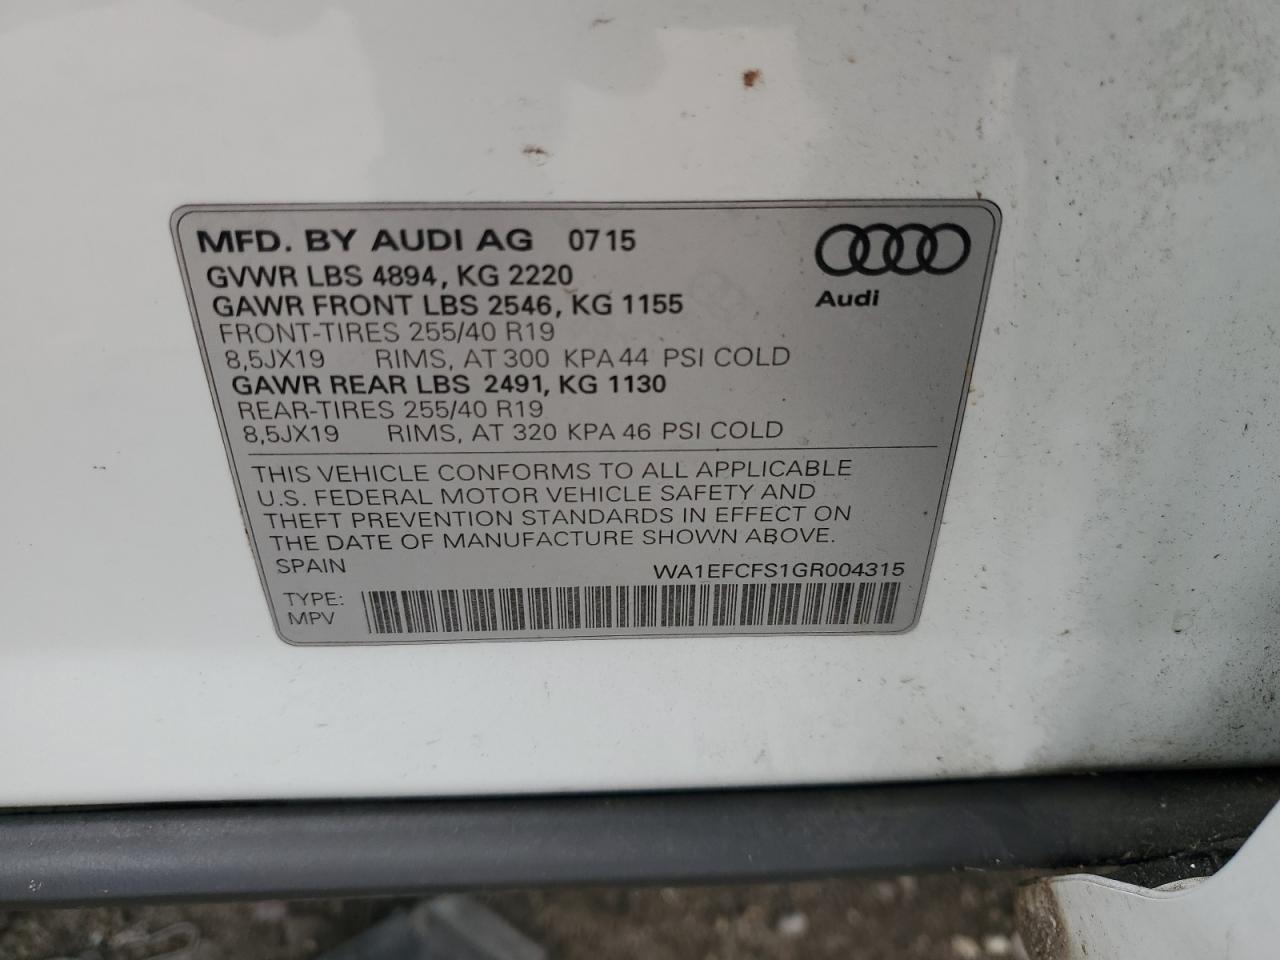 MFD. BY AUDI AG 0715
GVWR LBS 4894, KG 2220
GAWR FRONT LBS 2546, KG 1155
FRONT-TIRES 255/40 R19
8,5JX19 RIMS, AT 300 KPA 44 PSI COLD
GAWR REAR LBS 2491, KG 1130
REAR-TIRES 255/40 R19
8,5JX19 RIMS, AT 320 KPA 46 PSI COLD
Audi
THIS VEHICLE CONFORMS TO ALL APPLICABLE
U.S. FEDERAL MOTOR VEHICLE SAFETY AND
THEFT PREVENTION STANDARDS IN EFFECT ON
THE DATE OF MANUFACTURE SHOWN ABOVE.
SPAIN WA1EFCFS1GR004315
TYPE:
MPV